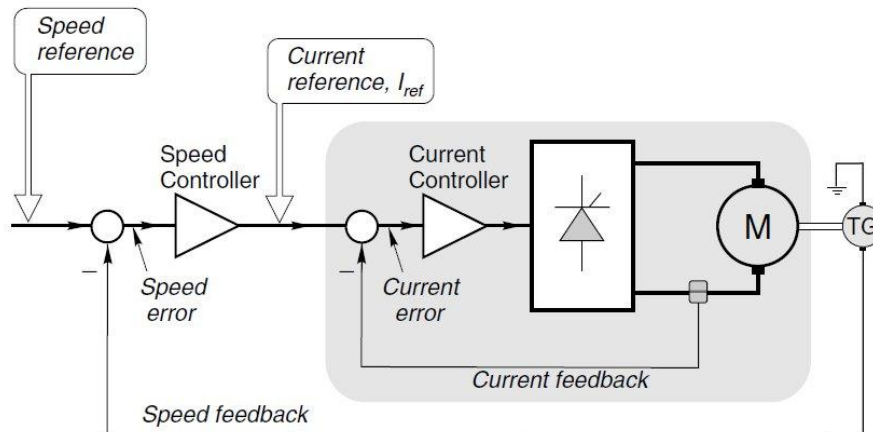 Speed
reference
Current
reference, I_ref
Speed
Controller
Current
Controller
M
TG
–
–
Speed
error
Current
error
Current feedback
Speed feedback